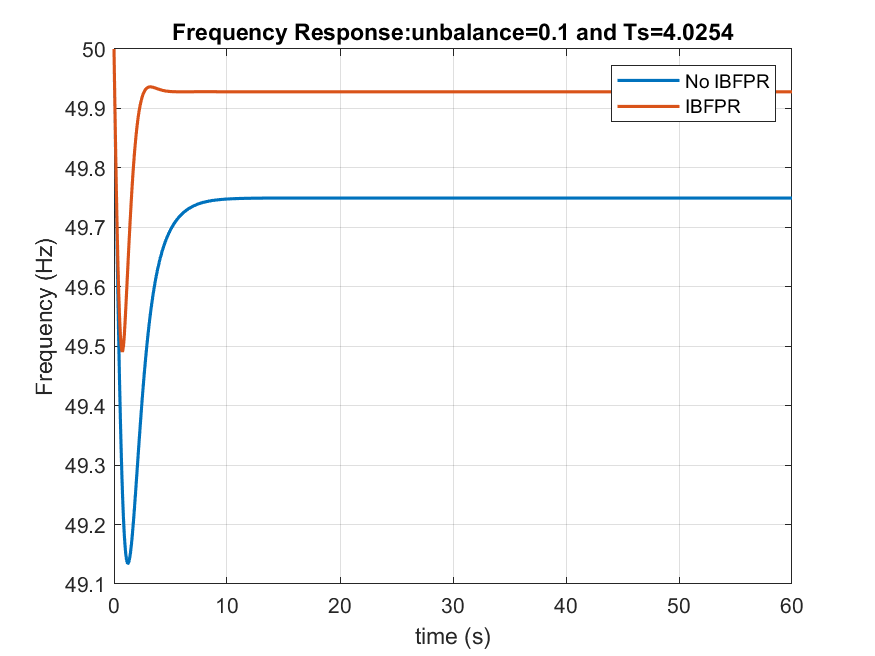 Frequency Response:unbalance=0.1 and Ts=4.0254
No IBFPR
IBFPR
50
49.9
49.8
49.7
49.6
49.5
49.4
49.3
49.2
49.1
Frequency (Hz)
0 10 20 30 40 50 60
time (s)